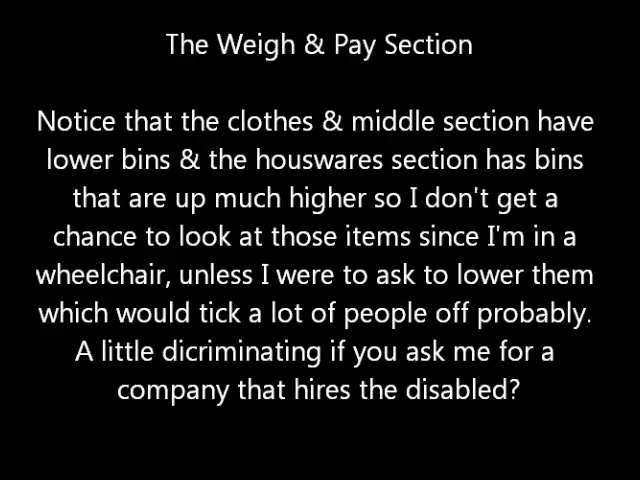 The Weigh & Pay Section
Notice that the clothes & middle section have
lower bins & the houswares section has bins
that are up much higher so I don't get a
chance to look at those items since I'm in a
wheelchair, unless I were to ask to lower them
which would tick a lot of people off probably.
A little dicriminating if you ask me for a
company that hires the disabled?